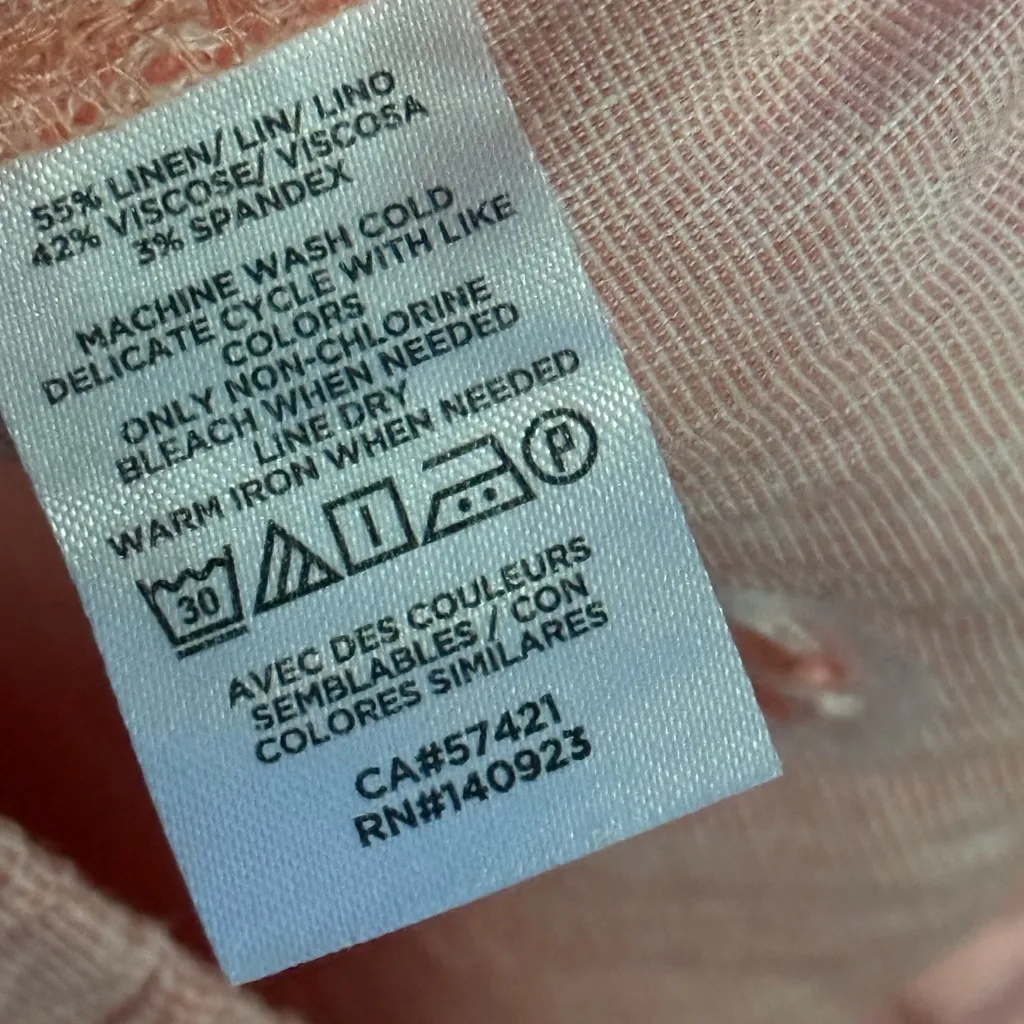 55% LINEN/ LIN/ LINO
42% VISCOSE/ VISCOSA
3% SPANDEX
MACHINE WASH COLD
DELICATE CYCLE WITH LIKE
COLORS
ONLY NON-CHLORINE
BLEACH WHEN NEEDED
LINE DRY
WARM IRON WHEN NEEDED
30 P
AVEC DES COULEURS
SEMBLABLES / CON
COLORES SIMILARES
CA#57421
RN#140923